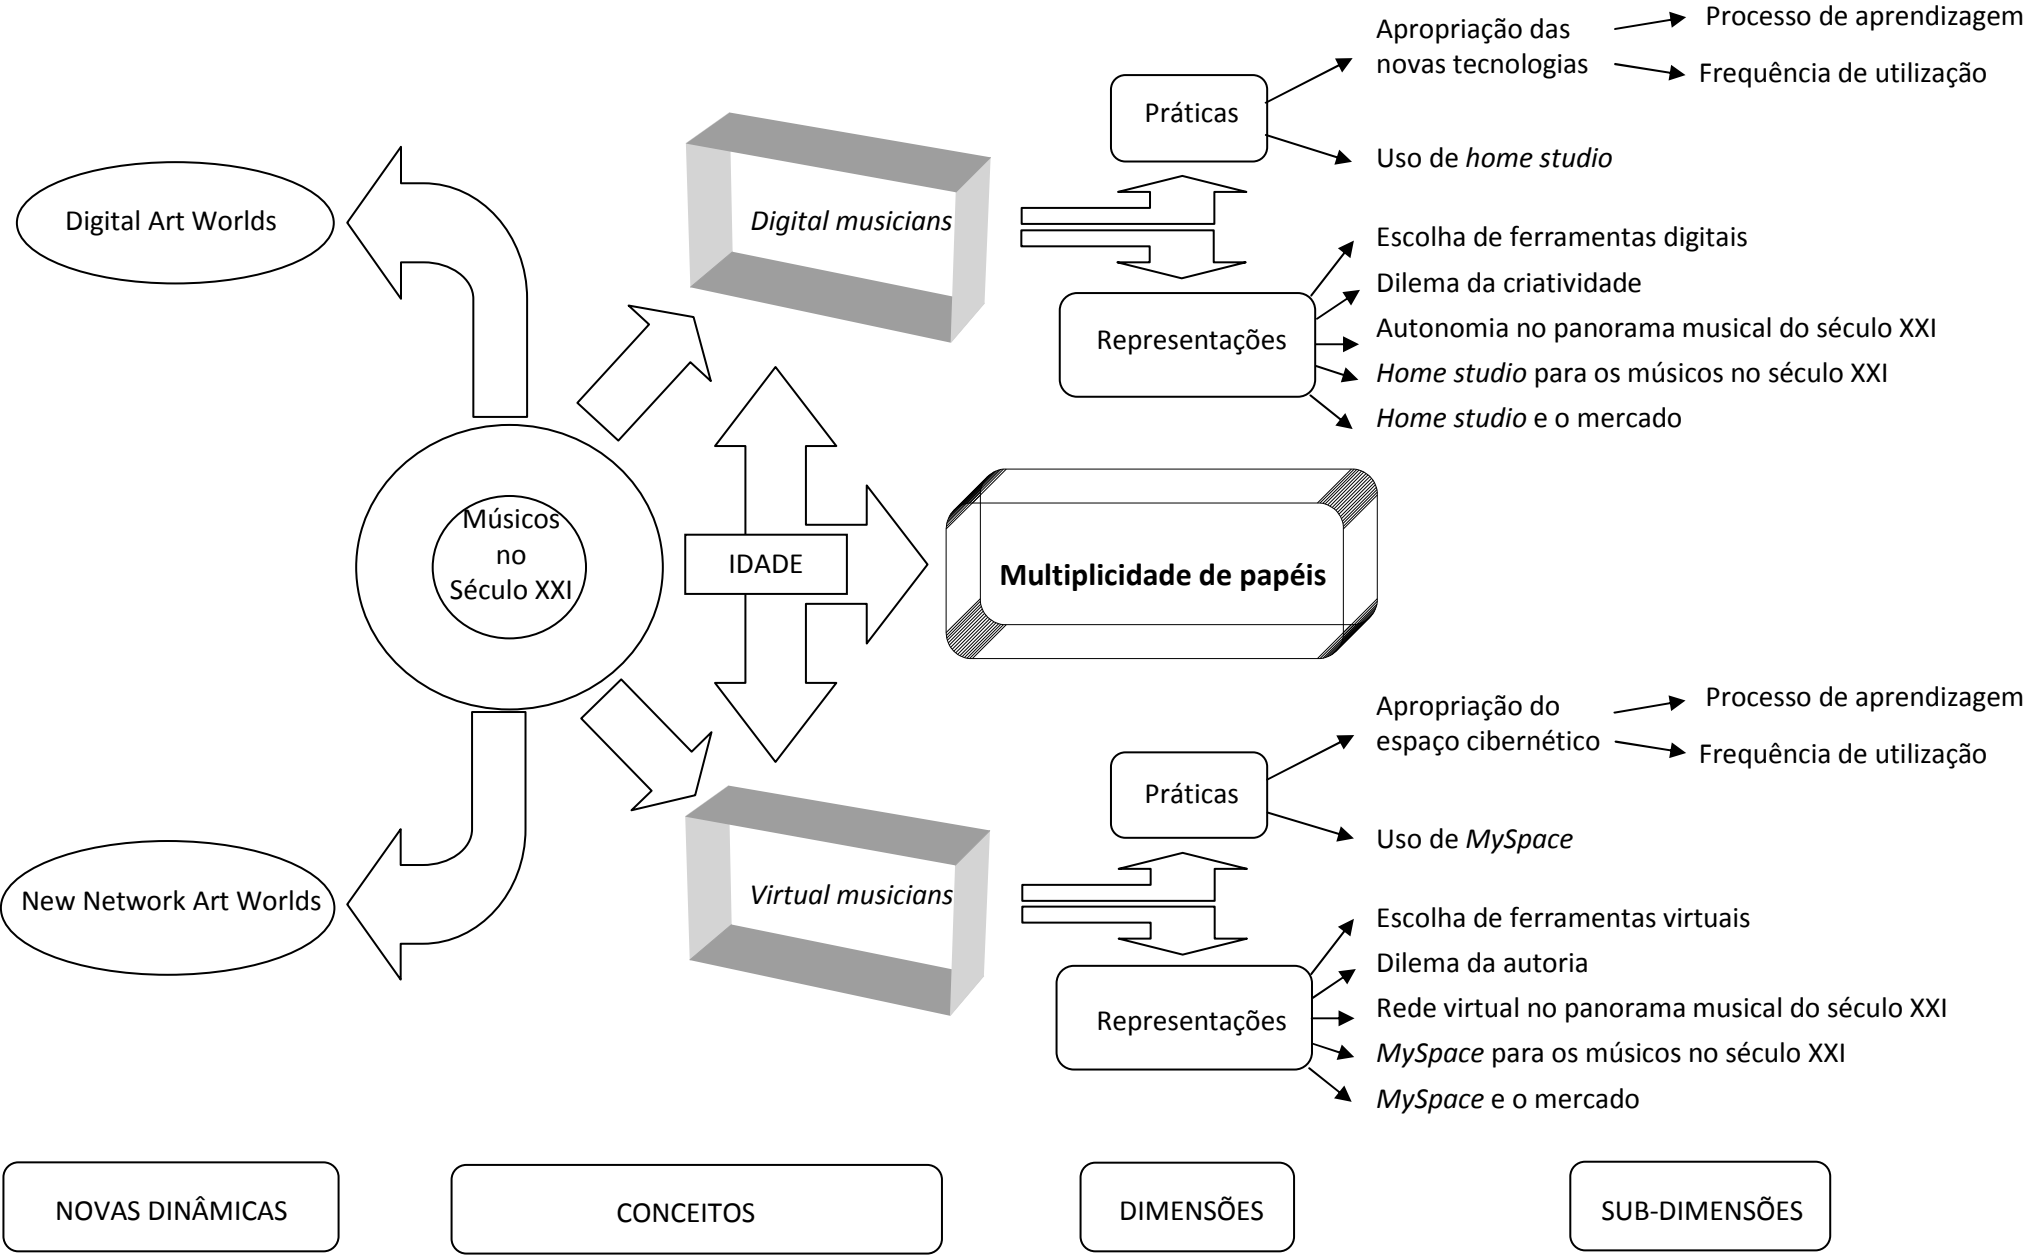 Processo de aprendizagem
Apropriação das
novas tecnologias
Frequência de utilização
Práticas
Uso de home studio
Digital Art Worlds
Digital musicians
Escolha de ferramentas digitais
Dilema da criatividade
Representações
Autonomia no panorama musical do século XXI
Home studio para os músicos no século XXI
Home studio e o mercado
Músicos
no
Século XXI
IDADE
Multiplicidade de papéis
Processo de aprendizagem
Apropriação do
espaço cibernético
Frequência de utilização
Práticas
Uso de MySpace
New Network Art Worlds
Virtual musicians
Escolha de ferramentas virtuais
Dilema da autoria
Representações
Rede virtual no panorama musical do século XXI
MySpace para os músicos no século XXI
MySpace e o mercado
NOVAS DINÂMICAS
CONCEITOS
DIMENSÕES
SUB-DIMENSÕES